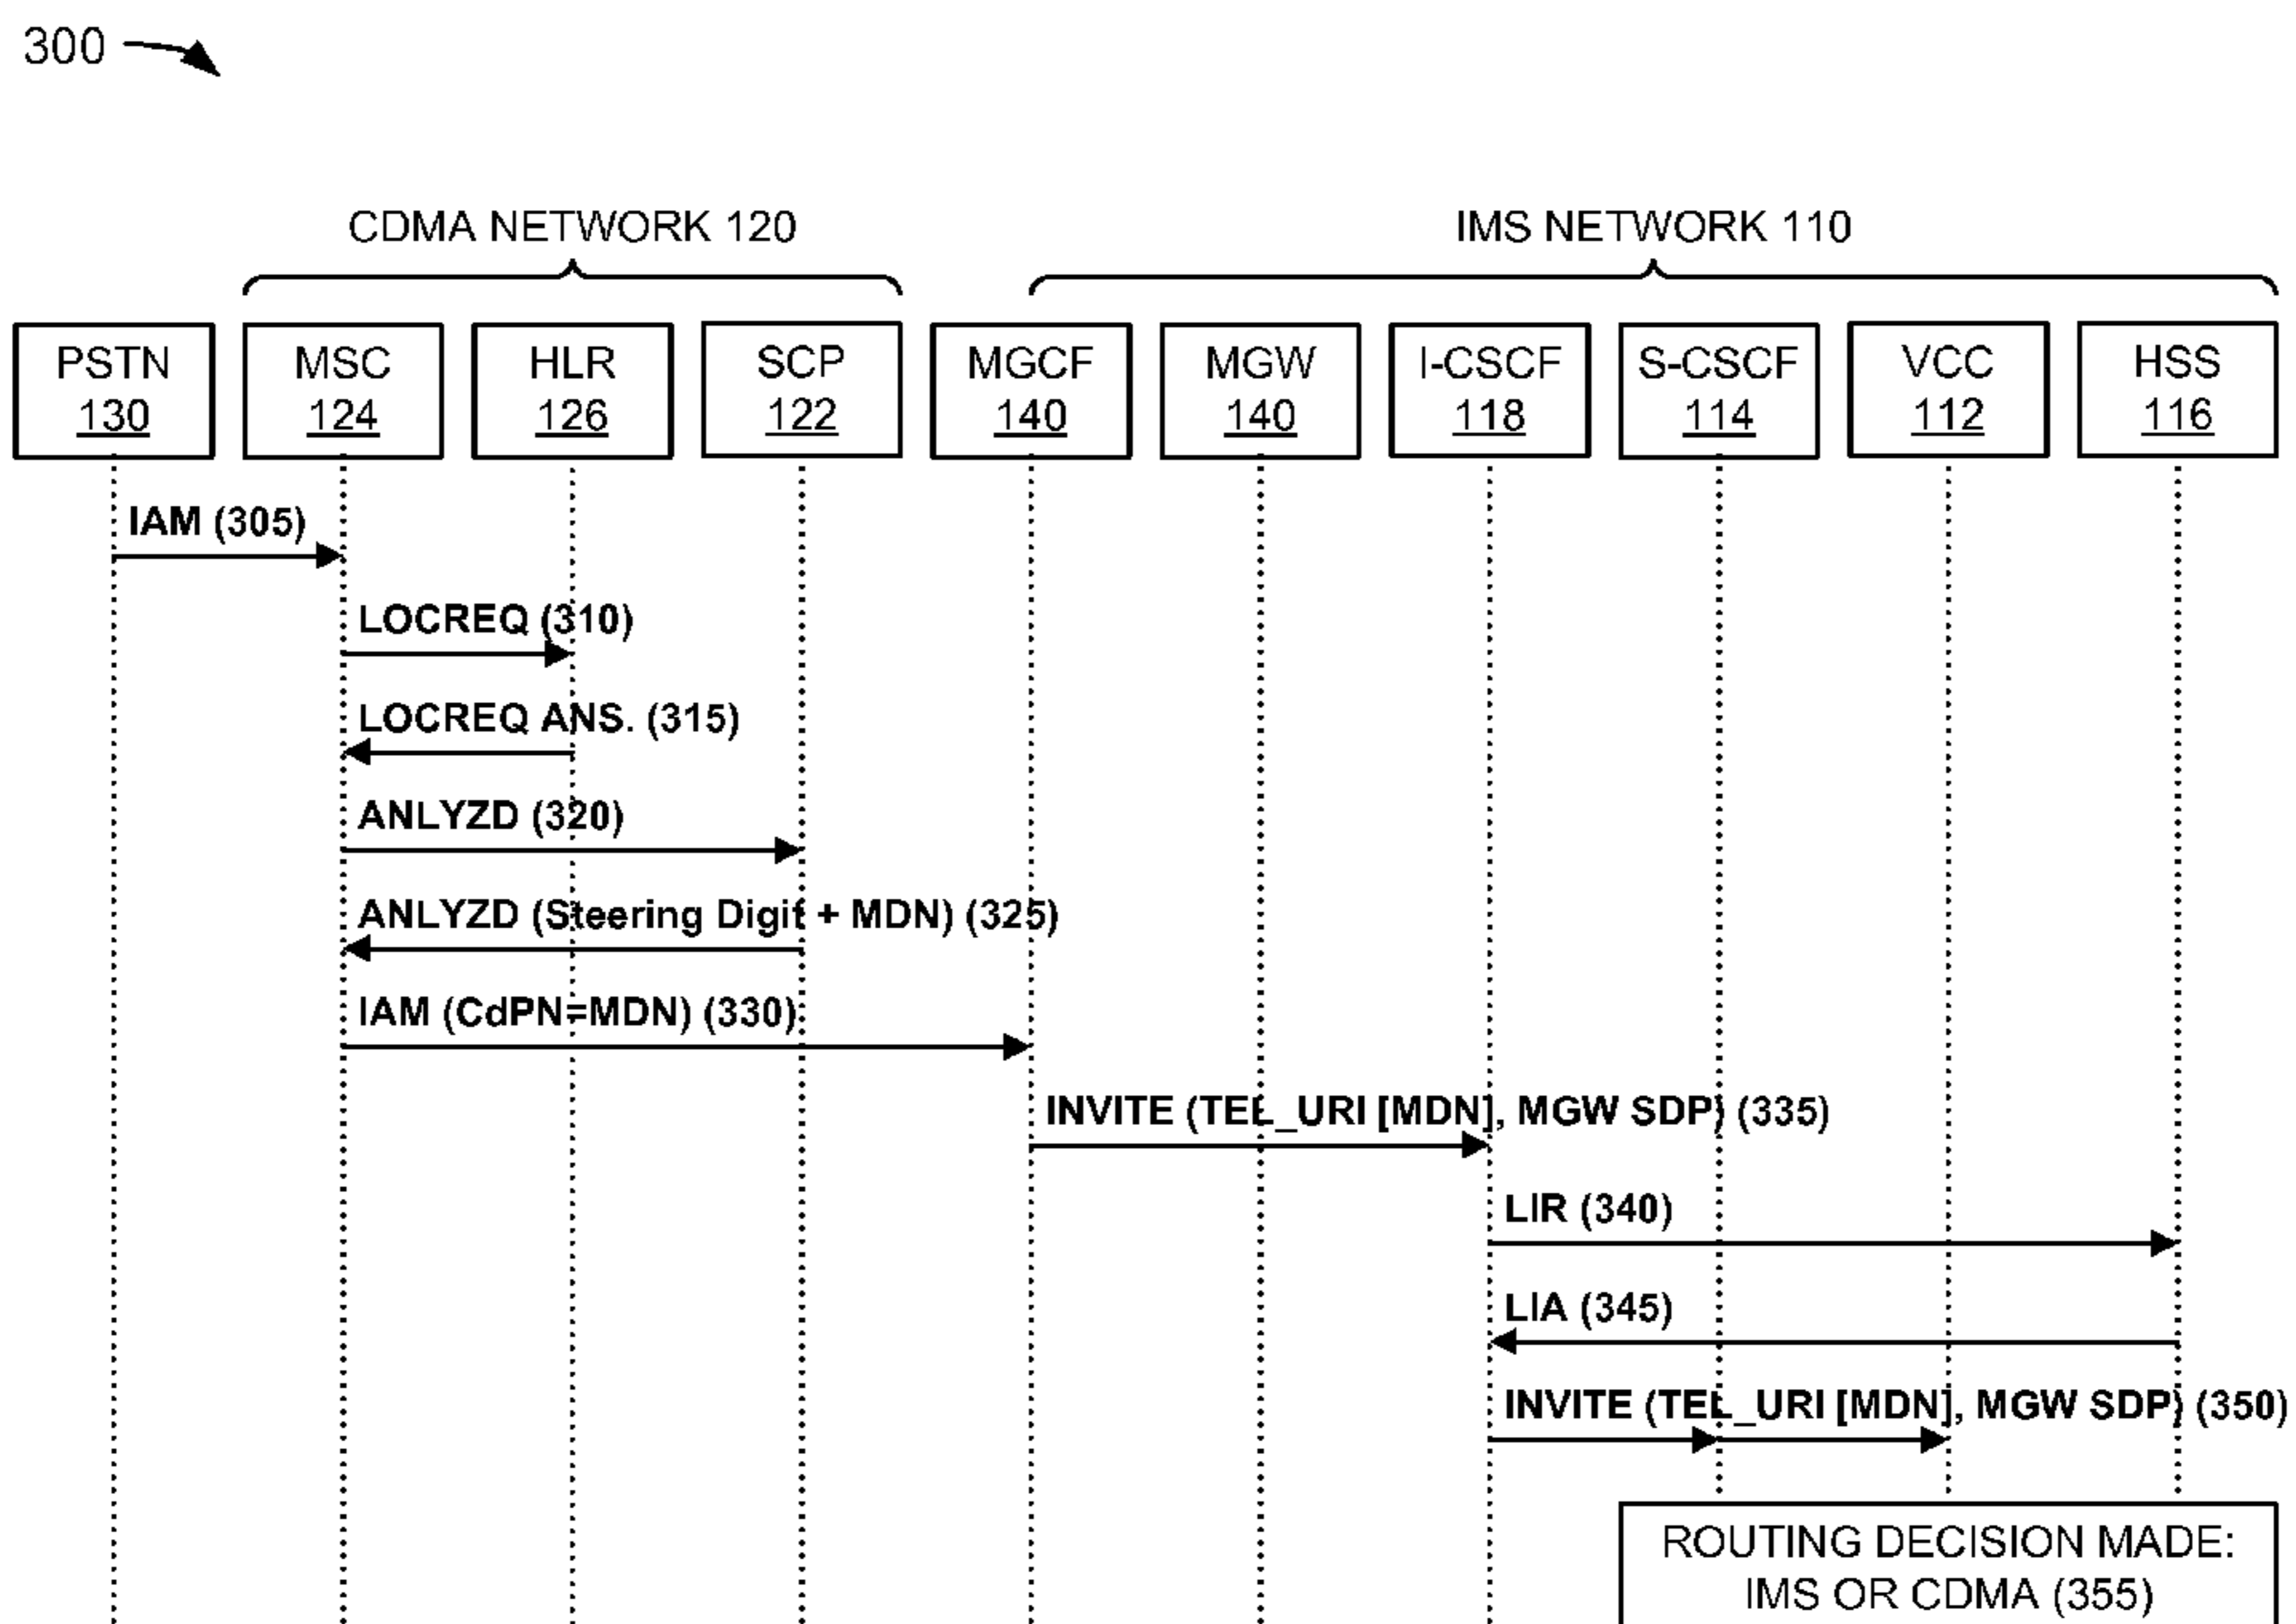 300
CDMA NETWORK 120
IMS NETWORK 110
PSTN
130
MSC
124
HLR
126
SCP
122
MGCF
140
MGW
140
I-CSCF
118
S-CSCF
114
VCC
112
HSS
116
IAM (305)
LOCREQ (310)
LOCREQ ANS. (315)
ANLYZD (320)
ANLYZD (Steering Digit + MDN) (325)
IAM (CdPN=MDN) (330)
INVITE (TEL_URI [MDN], MGW SDP) (335)
LIR (340)
LIA (345)
INVITE (TEL_URI [MDN], MGW SDP) (350)
ROUTING DECISION MADE:
IMS OR CDMA (355)